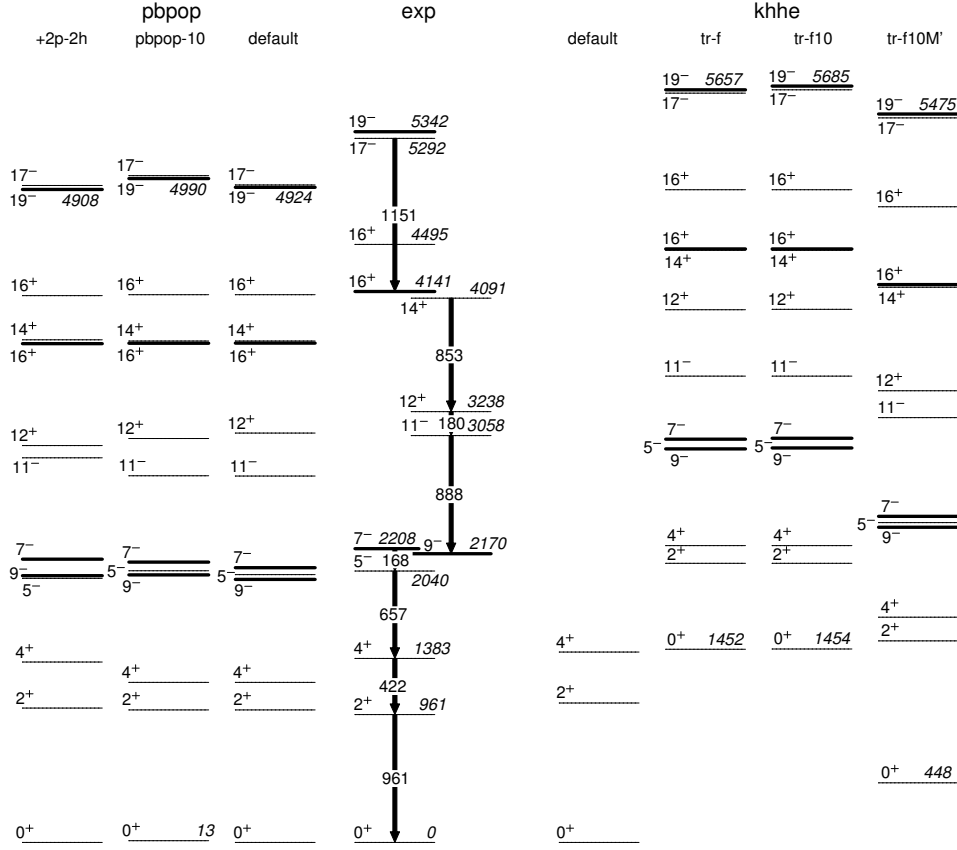 pbpop exp khhe
+2p-2h pbpop-10 default default tr-f tr-f10 tr-f10M'
19⁻ 5657 19⁻ 5685
17⁻ 17⁻
19⁻ 5475
17⁻
19⁻ 5342
17⁻ 5292
17⁻ 17⁻ 17⁻
19⁻ 4908 19⁻ 4990 19⁻ 4924
16⁺ 16⁺ 16⁺
1151
16⁺ 4495
16⁺ 16⁺
14⁺ 14⁺
16⁺ 16⁺ 16⁺
16⁺ 4141
14⁺ 4091
16⁺
14⁺
12⁺ 12⁺
14⁺ 14⁺ 14⁺
16⁺ 16⁺ 16⁺
853
11⁻ 11⁻
12⁺
11⁻
12⁺ 3238
180
11⁻ 3058
12⁺ 12⁺ 12⁺
11⁻ 11⁻ 11⁻
7⁻ 7⁻
5⁻ 5⁻
9⁻ 9⁻
888
7⁻
5⁻
9⁻
7⁻ 2208 9⁻ 2170
5⁻ 168 2040
7⁻ 7⁻ 7⁻
9⁻ 5⁻ 5⁻
5⁻ 9⁻ 9⁻
4⁺ 4⁺
2⁺ 2⁺
657
4⁺
2⁺
0⁺ 1452 0⁺ 1454
4⁺ 4⁺ 4⁺ 4⁺ 1383 4⁺
422
2⁺ 2⁺ 2⁺ 2⁺ 961 2⁺
961
0⁺ 448
0⁺ 0⁺ 13 0⁺ 0⁺ 0 0⁺